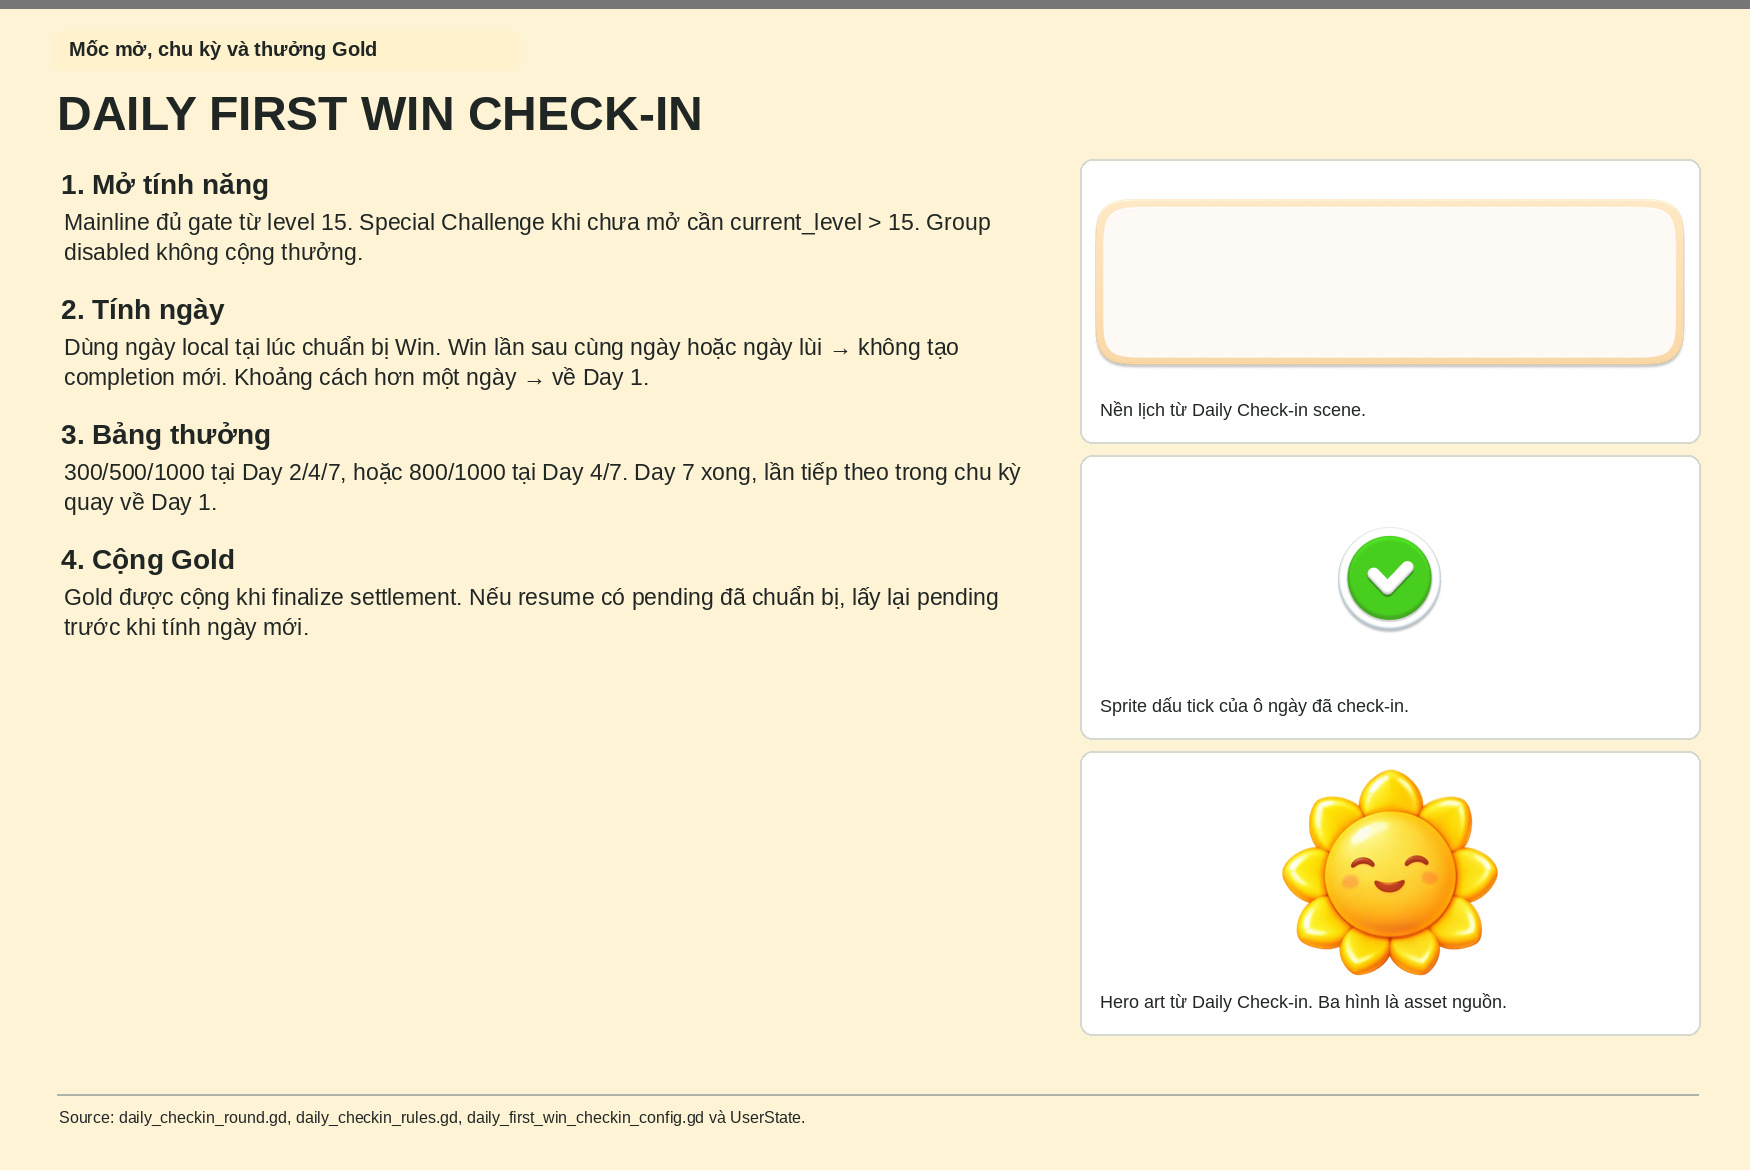 Mốc mở, chu kỳ và thưởng Gold
DAILY FIRST WIN CHECK-IN
1. Mở tính năng
Mainline đủ gate từ level 15. Special Challenge khi chưa mở cần current_level > 15. Group
disabled không cộng thưởng.
2. Tính ngày
Dùng ngày local tại lúc chuẩn bị Win. Win lần sau cùng ngày hoặc ngày lùi → không tạo
completion mới. Khoảng cách hơn một ngày → về Day 1.
3. Bảng thưởng
300/500/1000 tại Day 2/4/7, hoặc 800/1000 tại Day 4/7. Day 7 xong, lần tiếp theo trong chu kỳ
quay về Day 1.
4. Cộng Gold
Gold được cộng khi finalize settlement. Nếu resume có pending đã chuẩn bị, lấy lại pending
trước khi tính ngày mới.
Nền lịch từ Daily Check-in scene.
Sprite dấu tick của ô ngày đã check-in.
Hero art từ Daily Check-in. Ba hình là asset nguồn.
Source: daily_checkin_round.gd, daily_checkin_rules.gd, daily_first_win_checkin_config.gd và UserState.